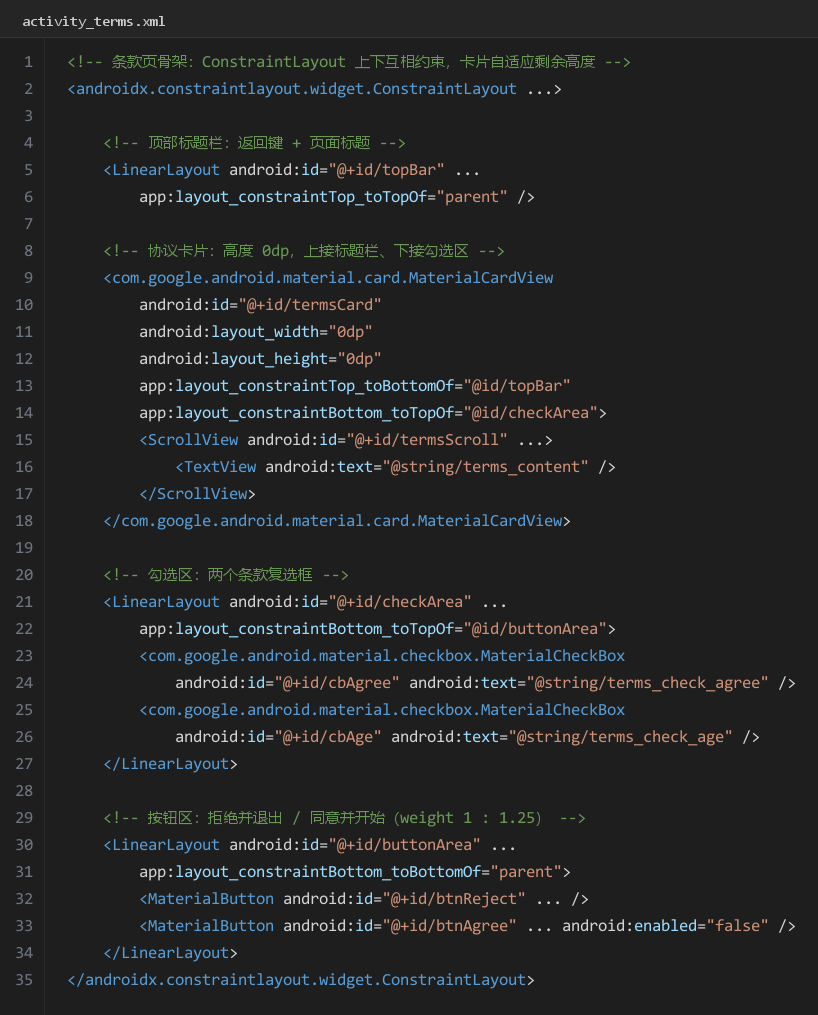 activity_terms.xml
1 <!-- 条款页骨架：ConstraintLayout 上下互相约束，卡片自适应剩余高度 -->
2 <androidx.constraintlayout.widget.ConstraintLayout ...>
3
4 <!-- 顶部标题栏：返回键 + 页面标题 -->
5 <LinearLayout android:id="@+id/topBar" ...
6 app:layout_constraintTop_toTopOf="parent" />
7
8 <!-- 协议卡片：高度 0dp，上接标题栏、下接勾选区 -->
9 <com.google.android.material.card.MaterialCardView
10 android:id="@+id/termsCard"
11 android:layout_width="0dp"
12 android:layout_height="0dp"
13 app:layout_constraintTop_toBottomOf="@id/topBar"
14 app:layout_constraintBottom_toTopOf="@id/checkArea">
15 <ScrollView android:id="@+id/termsScroll" ...>
16 <TextView android:text="@string/terms_content" />
17 </ScrollView>
18 </com.google.android.material.card.MaterialCardView>
19
20 <!-- 勾选区：两个条款复选框 -->
21 <LinearLayout android:id="@+id/checkArea" ...
22 app:layout_constraintBottom_toTopOf="@id/buttonArea">
23 <com.google.android.material.checkbox.MaterialCheckBox
24 android:id="@+id/cbAgree" android:text="@string/terms_check_agree" />
25 <com.google.android.material.checkbox.MaterialCheckBox
26 android:id="@+id/cbAge" android:text="@string/terms_check_age" />
27 </LinearLayout>
28
29 <!-- 按钮区：拒绝并退出 / 同意并开始（weight 1 : 1.25） -->
30 <LinearLayout android:id="@+id/buttonArea" ...
31 app:layout_constraintBottom_toBottomOf="parent">
32 <MaterialButton android:id="@+id/btnReject" ... />
33 <MaterialButton android:id="@+id/btnAgree" ... android:enabled="false" />
34 </LinearLayout>
35 </androidx.constraintlayout.widget.ConstraintLayout>